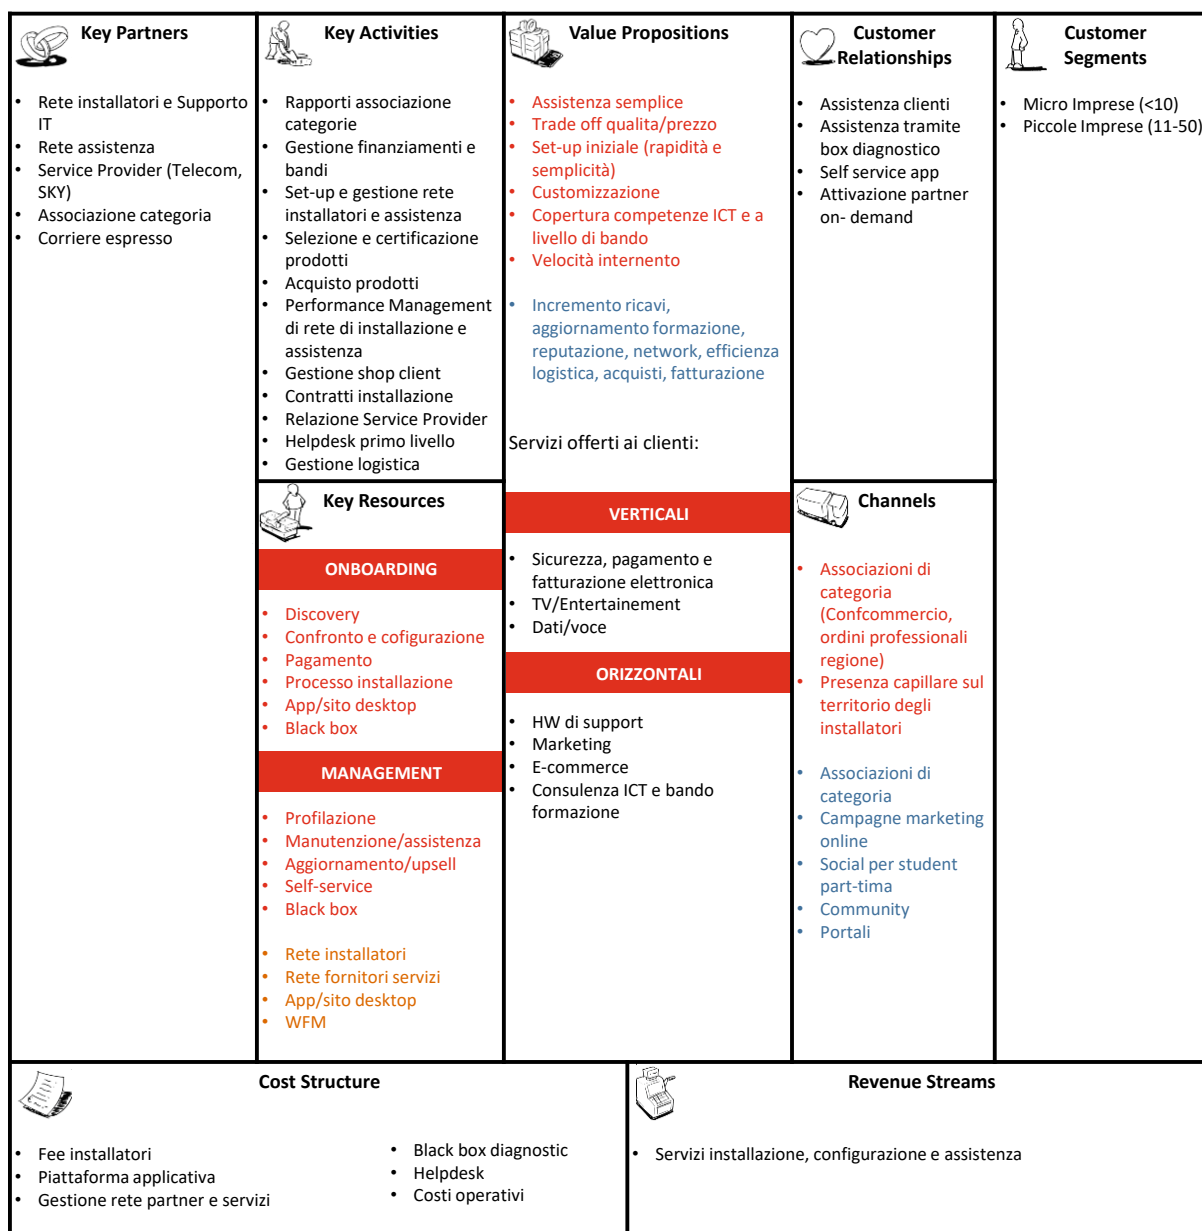 Key Partners
• Rete installatori e Supporto
IT
• Rete assistenza
• Service Provider (Telecom,
SKY)
• Associazione categoria
• Corriere espresso
Key Activities
• Rapporti associazione
categorie
• Gestione finanziamenti e
bandi
• Set-up e gestione rete
installatori e assistenza
• Selezione e certificazione
prodotti
• Acquisto prodotti
• Performance Management
di rete di installazione e
assistenza
• Gestione shop client
• Contratti installazione
• Relazione Service Provider
• Helpdesk primo livello
• Gestione logistica
Key Resources
ONBOARDING
• Discovery
• Confronto e cofigurazione
• Pagamento
• Processo installazione
• App/sito desktop
• Black box
MANAGEMENT
• Profilazione
• Manutenzione/assistenza
• Aggiornamento/upsell
• Self-service
• Black box
• Rete installatori
• Rete fornitori servizi
• App/sito desktop
• WFM
Value Propositions
• Assistenza semplice
• Trade off qualita/prezzo
• Set-up iniziale (rapidità e
semplicità)
• Customizzazione
• Copertura competenze ICT e a
livello di bando
• Velocità internento
• Incremento ricavi,
aggiornamento formazione,
reputazione, network, efficienza
logistica, acquisti, fatturazione
Servizi offerti ai clienti:
VERTICALI
• Sicurezza, pagamento e
fatturazione elettronica
• TV/Entertainement
• Dati/voce
ORIZZONTALI
• HW di support
• Marketing
• E-commerce
• Consulenza ICT e bando
formazione
Customer
Relationships
• Assistenza clienti
• Assistenza tramite
box diagnostico
• Self service app
• Attivazione partner
on- demand
Channels
• Associazioni di
categoria
(Confcommercio,
ordini professionali
regione)
• Presenza capillare sul
territorio degli
installatori
• Associazioni di
categoria
• Campagne marketing
online
• Social per student
part-tima
• Community
• Portali
Customer
Segments
• Micro Imprese (<10)
• Piccole Imprese (11-50)
Cost Structure
• Fee installatori
• Piattaforma applicativa
• Gestione rete partner e servizi
• Black box diagnostic
• Helpdesk
• Costi operativi
Revenue Streams
• Servizi installazione, configurazione e assistenza